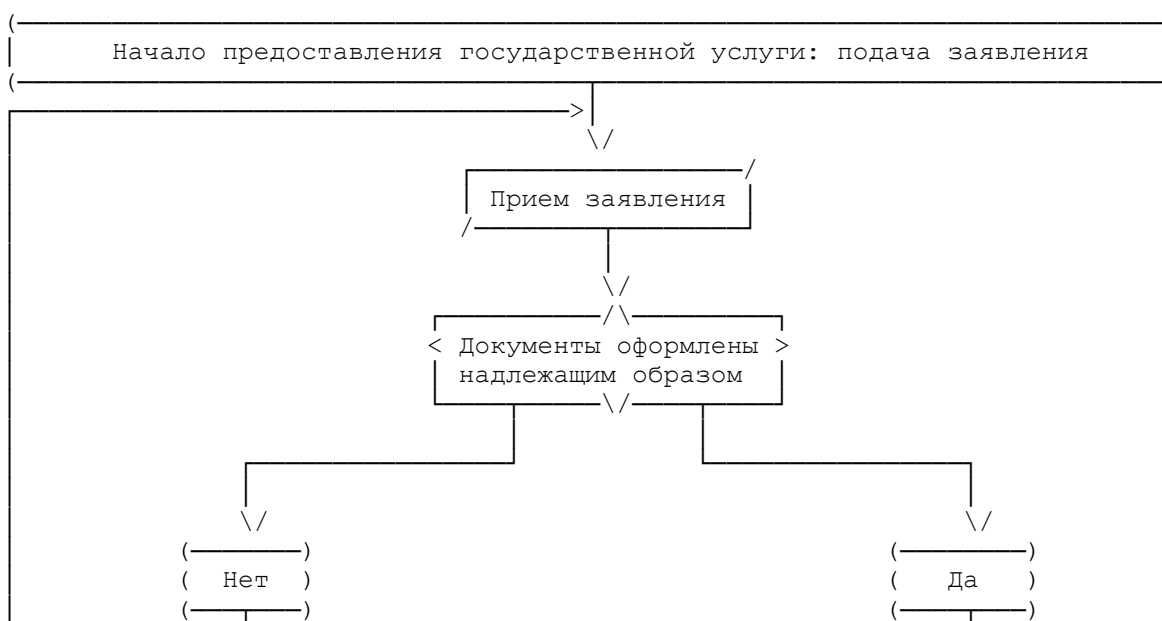 Начало предоставления государственной услуги: подача заявления
Прием заявления
Документы оформлены
надлежащим образом
Нет
Да